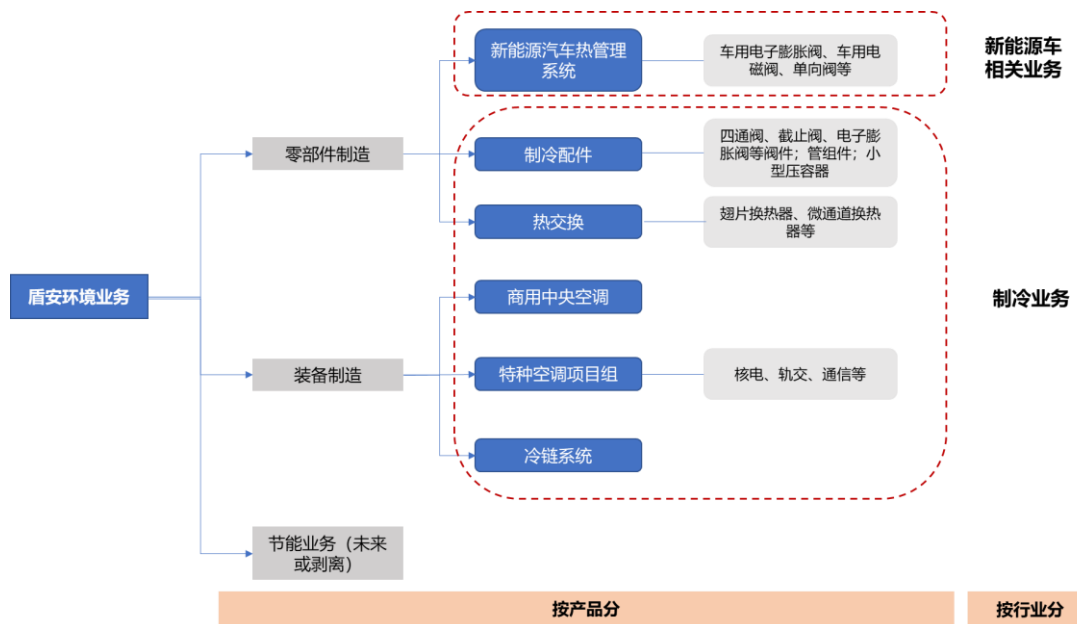 新能源汽车热管理
系统
车用电子膨胀阀、车用电
磁阀、单向阀等
新能源车
相关业务
零部件制造
制冷配件
四通阀、截止阀、电子膨
胀阀等阀件；管组件；小
型压容器
热交换
翅片换热器、微通道换热
器等
盾安环境业务
商用中央空调
制冷业务
装备制造
特种空调项目组
核电、轨交、通信等
冷链系统
节能业务（未来
或剥离）
按产品分
按行业分